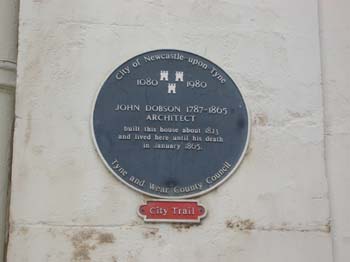 City of Newcastle upon Tyne
1080 1980
JOHN DOBSON 1787-1865
ARCHITECT
built this house about 1823
and lived here until his death
in January 1865.
Tyne and Wear County Council
City Trail